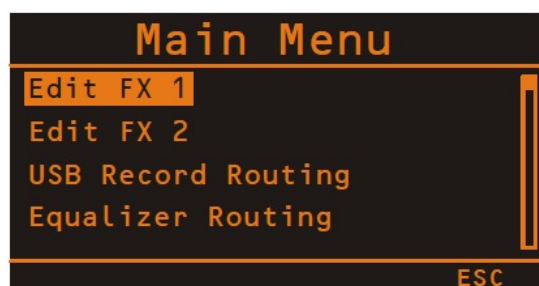 Main Menu
Edit FX 1
Edit FX 2
USB Record Routing
Equalizer Routing
ESC